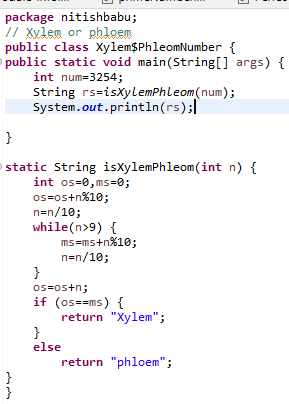 package nitishbabu;
// Xylem or phloem
public class Xylem$PhleomNumber {
public static void main(String[] args) {
    int num=3254;
    String rs=isXylemPhleom(num);
    System.out.println(rs);
}
static String isXylemPhleom(int n) {
    int os=0,ms=0;
    os=os+n%10;
    n=n/10;
    while(n>9) {
        ms=ms+n%10;
        n=n/10;
    }
    os=os+n;
    if (os==ms) {
        return "Xylem";
    }
    else
        return "phloem";
}
}